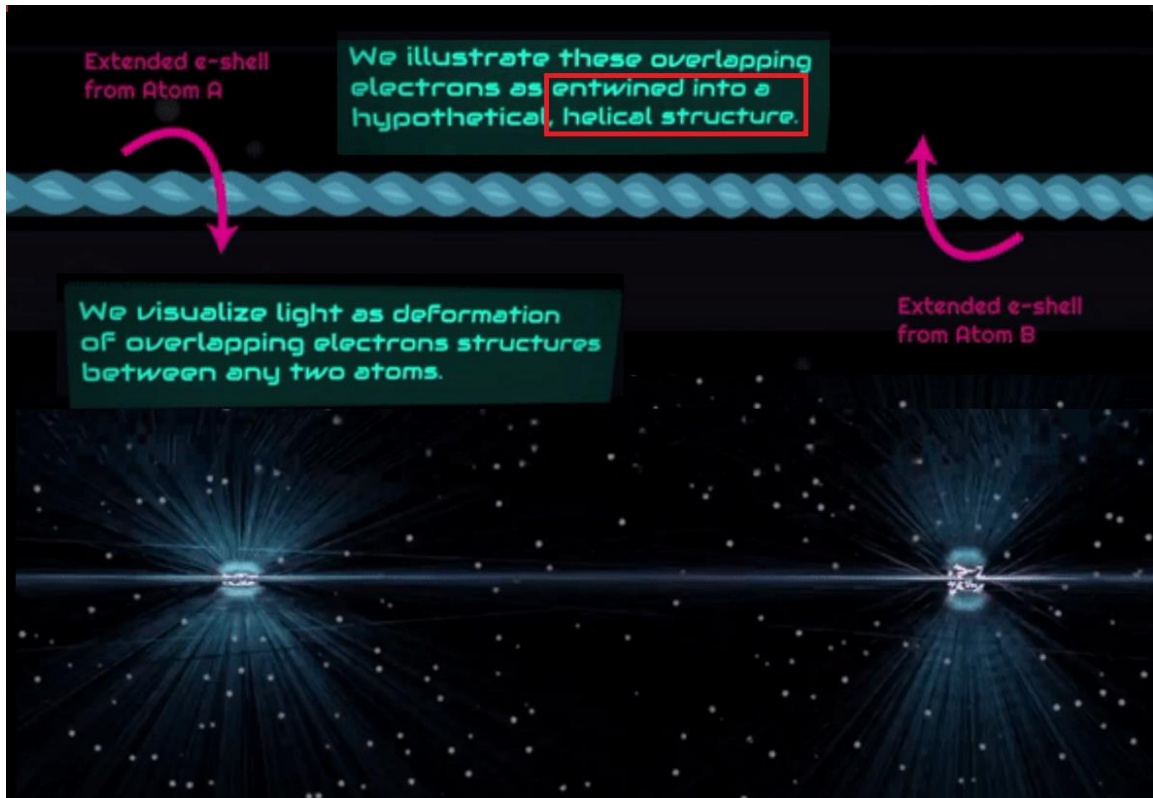 Extended e-shell
from Atom A
We illustrate these overlapping
electrons as entwined into a
hypothetical, helical structure.
We visualize light as deformation
of overlapping electrons structures
between any two atoms.
Extended e-shell
from Atom B